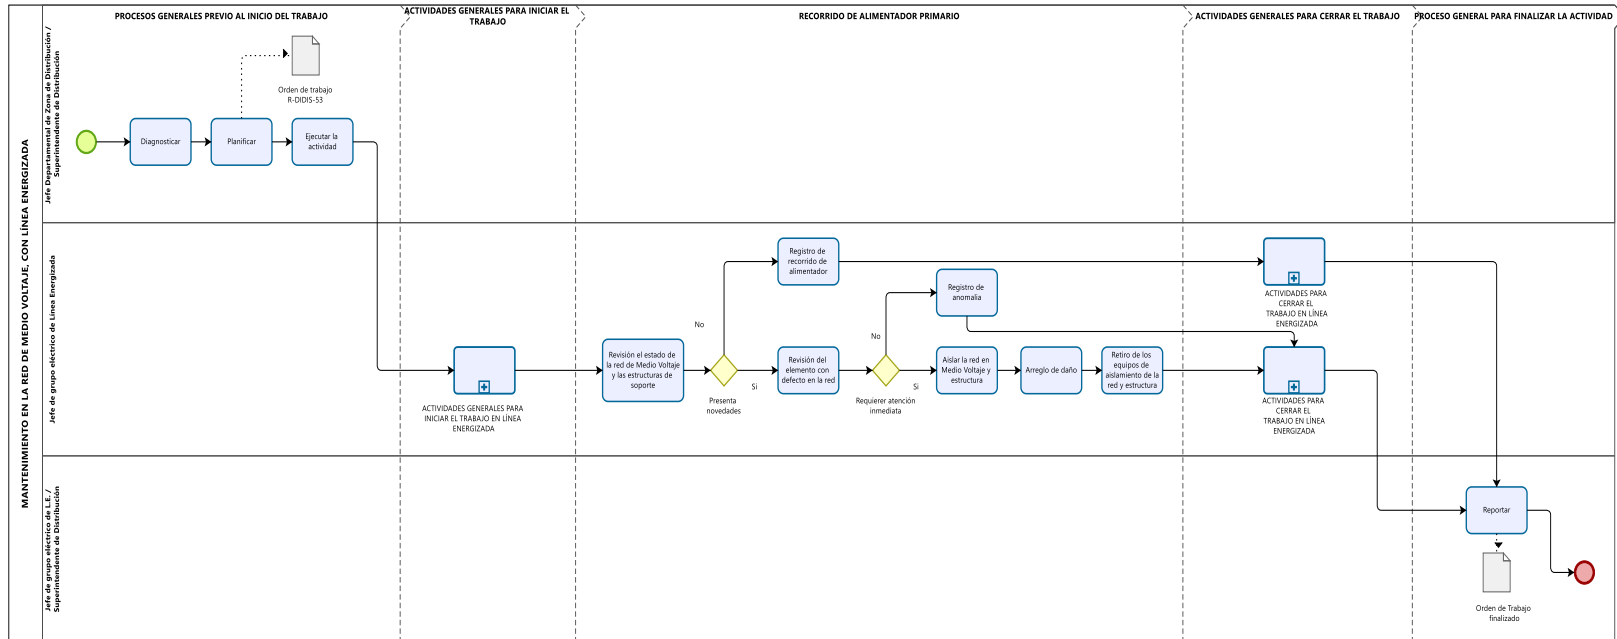 MANTENIMIENTO EN LA RED DE MEDIO VOLTAJE, CON LÍNEA ENERGIZADA
PROCESOS GENERALES PREVIO AL INICIO DEL TRABAJO
ACTIVIDADES GENERALES PARA INICIAR EL
TRABAJO
RECORRIDO DE ALIMENTADOR PRIMARIO
ACTIVIDADES GENERALES PARA CERRAR EL TRABAJO
PROCESO GENERAL PARA FINALIZAR LA ACTIVIDAD
Jefe Departamental de Zona de Distribución /
Superintendente de Distribución
Orden de trabajo
R-DIDIS-53
Diagnosticar
Planificar
Ejecutar la
actividad
Jefe de grupo eléctrico de Línea Energizada
ACTIVIDADES GENERALES PARA
INICIAR EL TRABAJO EN LÍNEA
ENERGIZADA
Revisión el estado de
la red de Medio Voltaje
y las estructuras de
soporte
Presenta
novedades
No
Si
Registro de
recorrido de
alimentador
Revisión del
elemento con
defecto en la red
Requierer atención
inmediata
No
Si
Registro de
anomalia
Aislar la red en
Medio Voltaje y
estructura
Arreglo de daño
Retiro de los
equipos de
aislamiento de la
red y estructura
ACTIVIDADES PARA
CERRAR EL
TRABAJO EN LÍNEA
ENERGIZADA
ACTIVIDADES PARA
CERRAR EL
TRABAJO EN LÍNEA
ENERGIZADA
Jefe de grupo eléctrico de L.E. /
Superintendente de Distribución
Reportar
Orden de Trabajo
finalizado